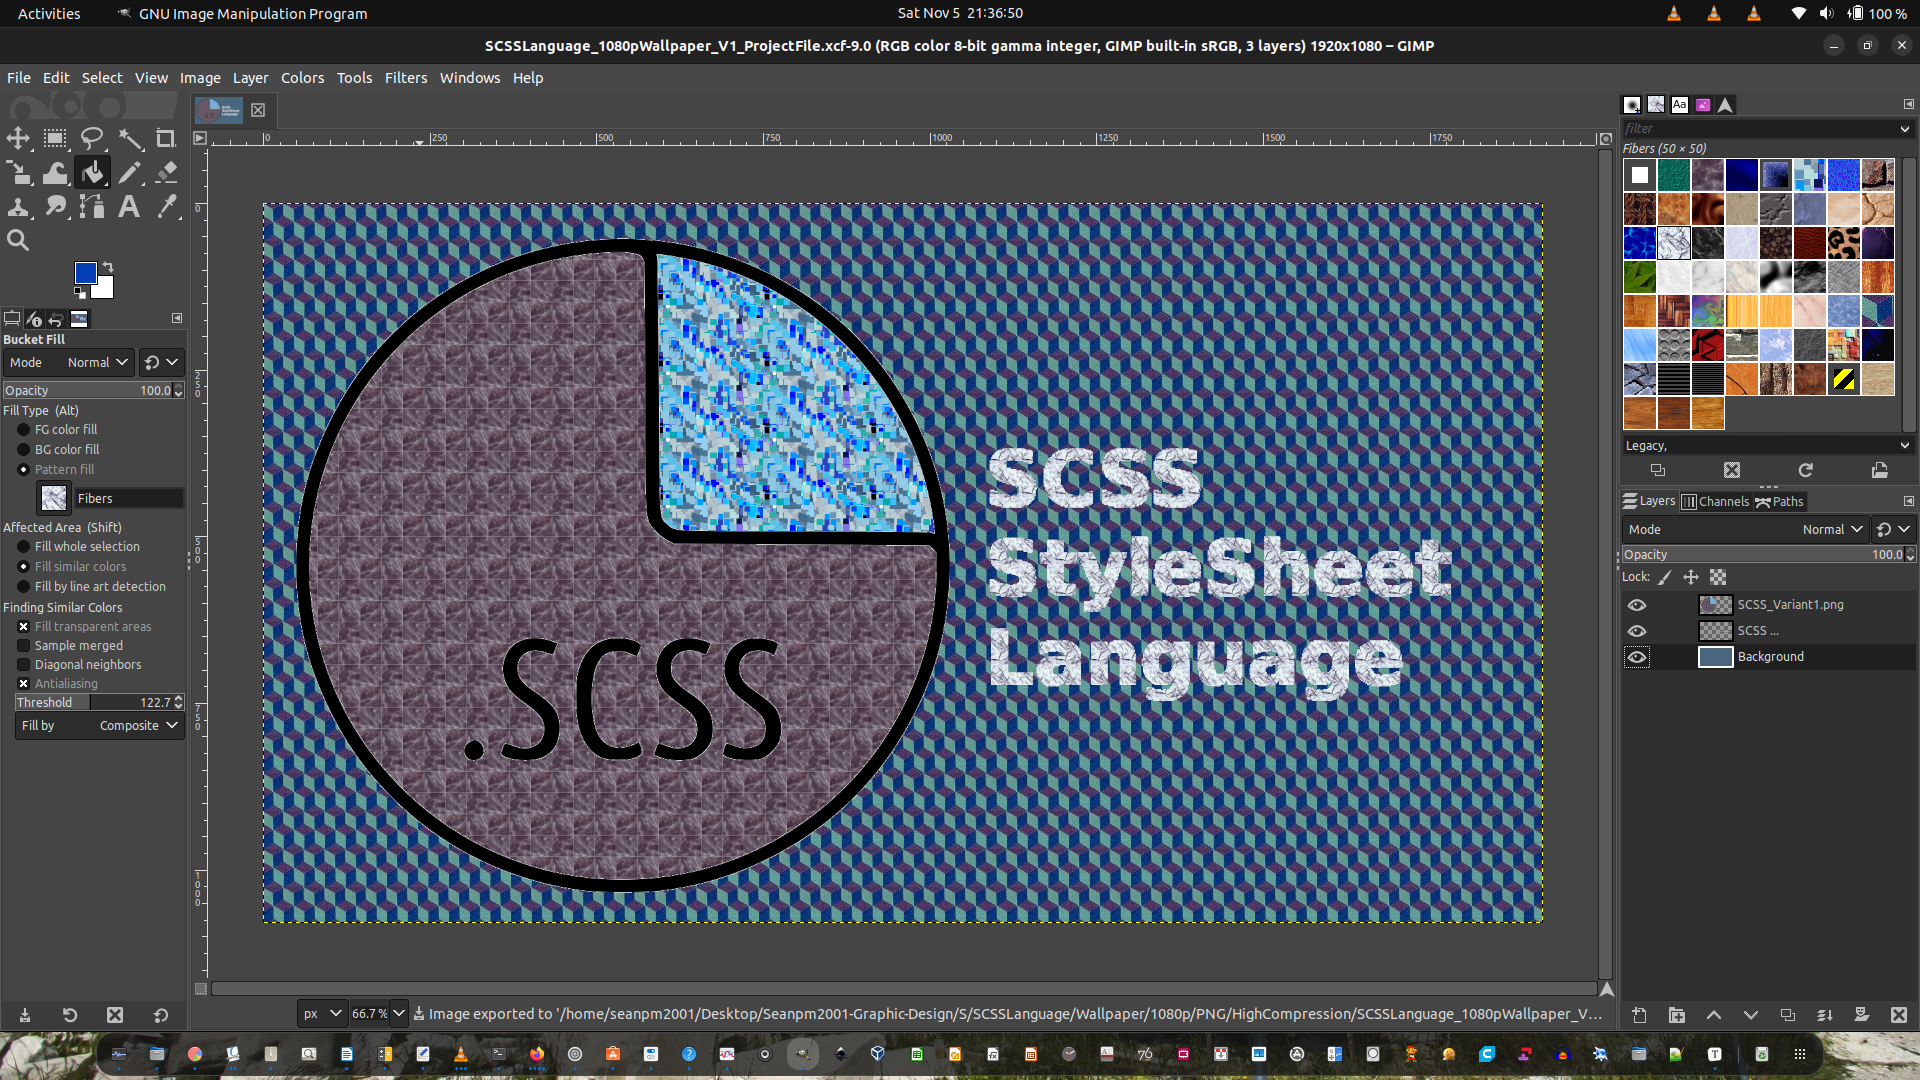 Activities
GNU Image Manipulation Program
Sat Nov 5 21:36:50
100 %
SCSSLanguage_1080pWallpaper_V1_ProjectFile.xcf-9.0 (RGB color 8-bit gamma integer, GIMP built-in sRGB, 3 layers) 1920x1080 – GIMP
File Edit Select View Image Layer Colors Tools Filters Windows Help
0 250 500 750 1000 1250 1500 1750
0
250
500
750
1000
Bucket Fill
Mode Normal
Opacity 100.0
Fill Type (Alt)
FG color fill
BG color fill
Pattern fill
Fibers
Affected Area (Shift)
Fill whole selection
Fill similar colors
Fill by line art detection
Finding Similar Colors
Fill transparent areas
Sample merged
Diagonal neighbors
Antialiasing
Threshold 122.7
Fill by Composite
.SCSS
SCSS
StyleSheet
Language
filter
Fibers (50 × 50)
Legacy,
Layers Channels Paths
Mode Normal
Opacity 100.0
Lock:
SCSS_Variant1.png
SCSS ...
Background
px 66.7 % Image exported to '/home/seanpm2001/Desktop/Seanpm2001-Graphic-Design/S/SCSSLanguage/Wallpaper/1080p/PNG/HighCompression/SCSSLanguage_1080pWallpaper_V…